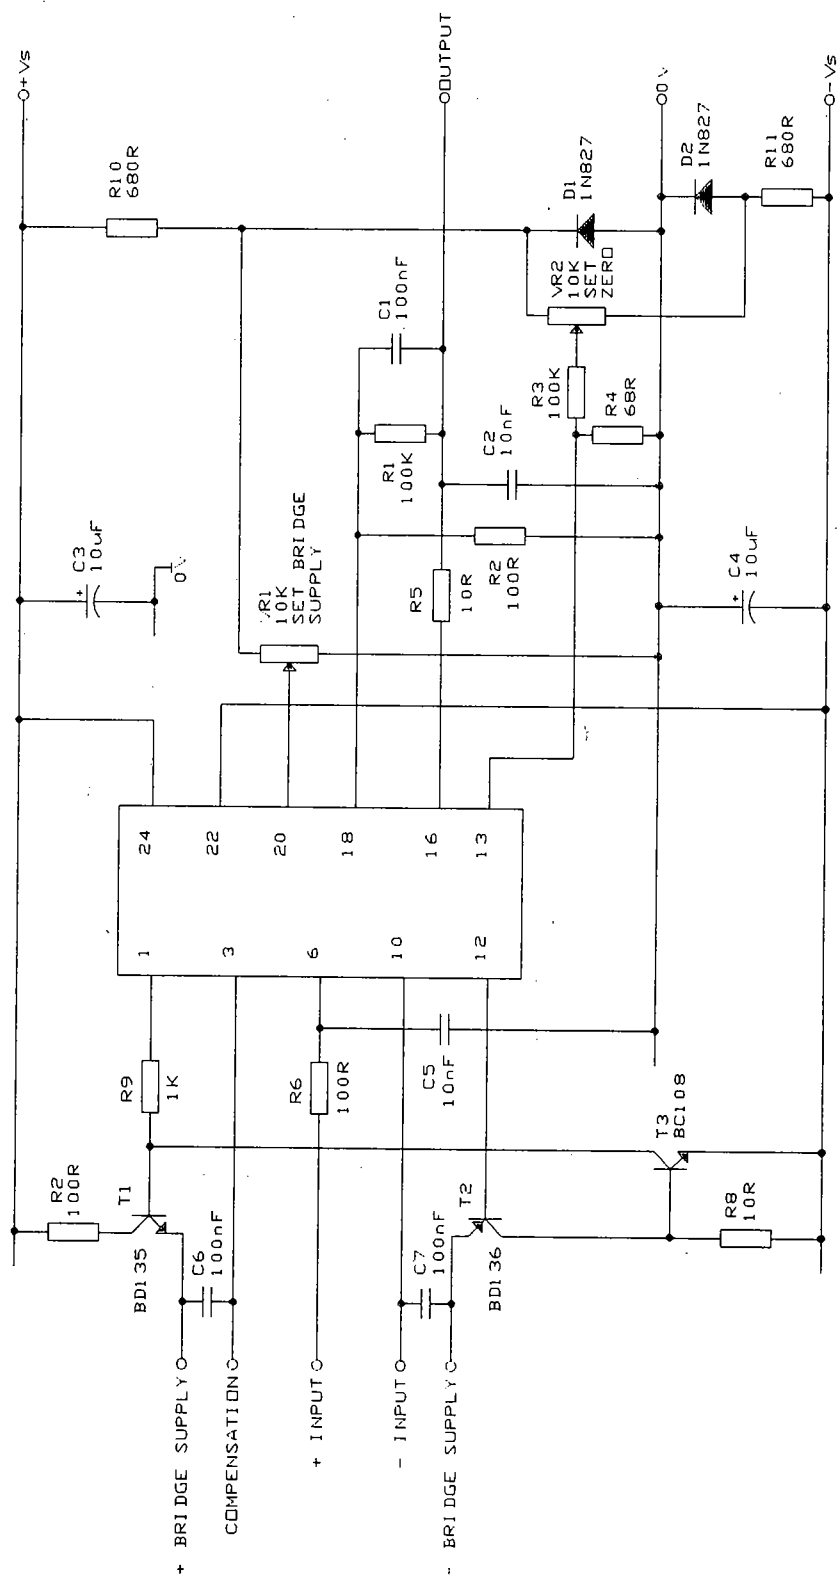 +Vs
R10
680R
C3
10uF
0V
R2
100R
T1
BD135
C6
100nF
+ BRIDGE SUPPLY
COMPENSATION
R9
1K
1
24
3
22
20
VR1
10K
SET BRIDGE
SUPPLY
R6
100R
+ INPUT
6
18
R1
100K
C1
100nF
OUTPUT
- INPUT
10
16
R5
10R
C5
10nF
12
13
C7
100nF
- BRIDGE SUPPLY
T2
BD136
R2
100R
C2
10nF
R3
100K
VR2
10K
SET
ZERO
D1
1N827
R4
68R
0V
T3
BC108
R8
10R
C4
10uF
D2
1N827
R11
680R
-Vs